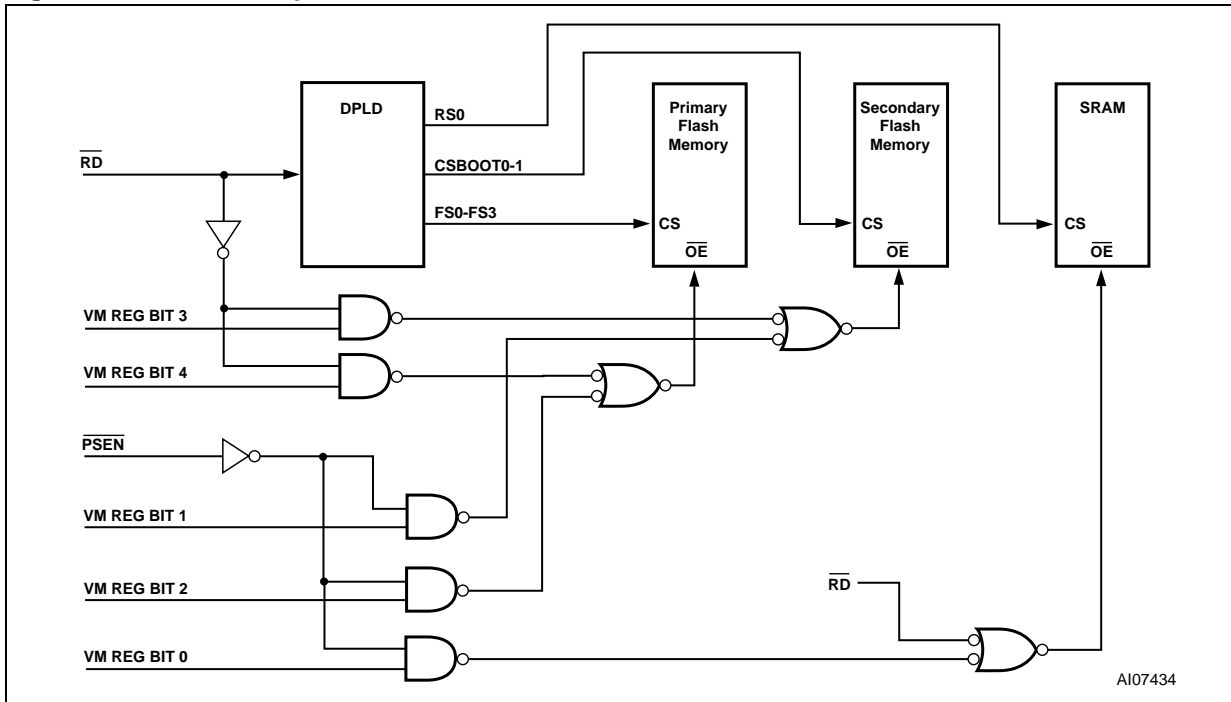 DPLD
RS0
CSBOOT0-1
FS0-FS3
Primary
Flash
Memory
CS
OE
Secondary
Flash
Memory
CS
OE
SRAM
CS
OE
RD
VM REG BIT 3
VM REG BIT 4
PSEN
VM REG BIT 1
VM REG BIT 2
VM REG BIT 0
RD
AI07434